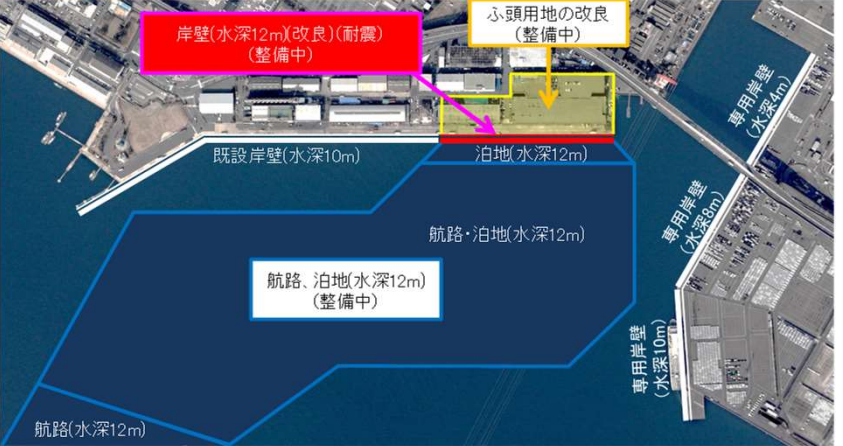 岸壁(水深12m)(改良)(耐震)
(整備中)
ふ頭用地の改良
(整備中)
専用岸壁
(水深4m)
既設岸壁(水深10m)
泊地(水深12m)
専用岸壁
(水深8m)
航路・泊地(水深12m)
航路、泊地(水深12m)
(整備中)
専用岸壁
(水深10m)
航路(水深12m)